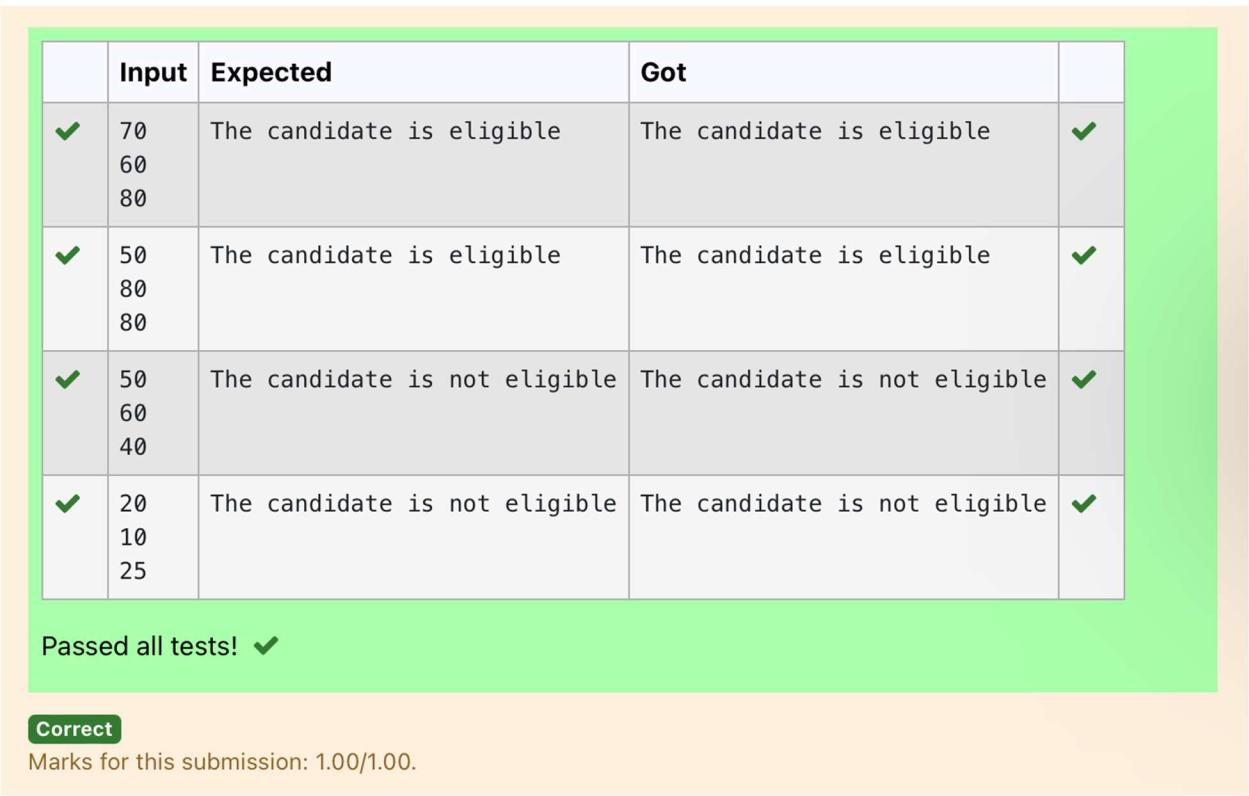 Input Expected Got
70 The candidate is eligible The candidate is eligible
60
80
50 The candidate is eligible The candidate is eligible
80
80
50 The candidate is not eligible The candidate is not eligible
60
40
20 The candidate is not eligible The candidate is not eligible
10
25
Passed all tests!
Correct
Marks for this submission: 1.00/1.00.